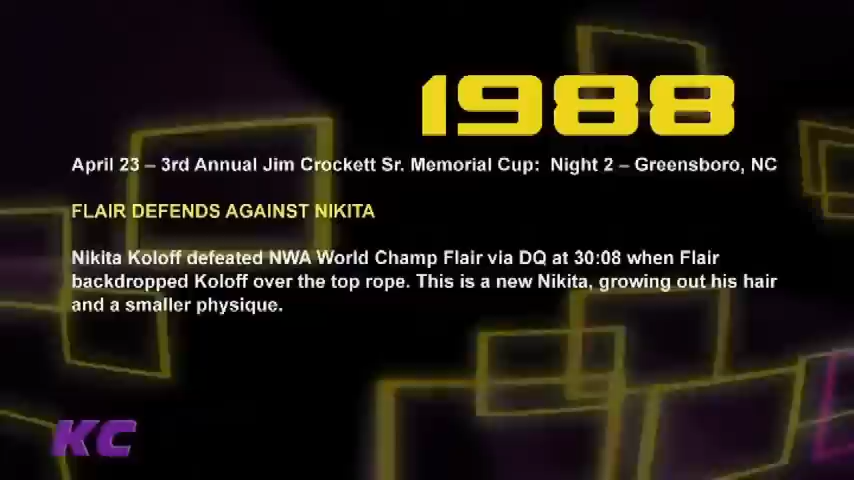 1988
April 23 – 3rd Annual Jim Crockett Sr. Memorial Cup:  Night 2 – Greensboro, NC
FLAIR DEFENDS AGAINST NIKITA
Nikita Koloff defeated NWA World Champ Flair via DQ at 30:08 when Flair
backdropped Koloff over the top rope. This is a new Nikita, growing out his hair
and a smaller physique.
KC